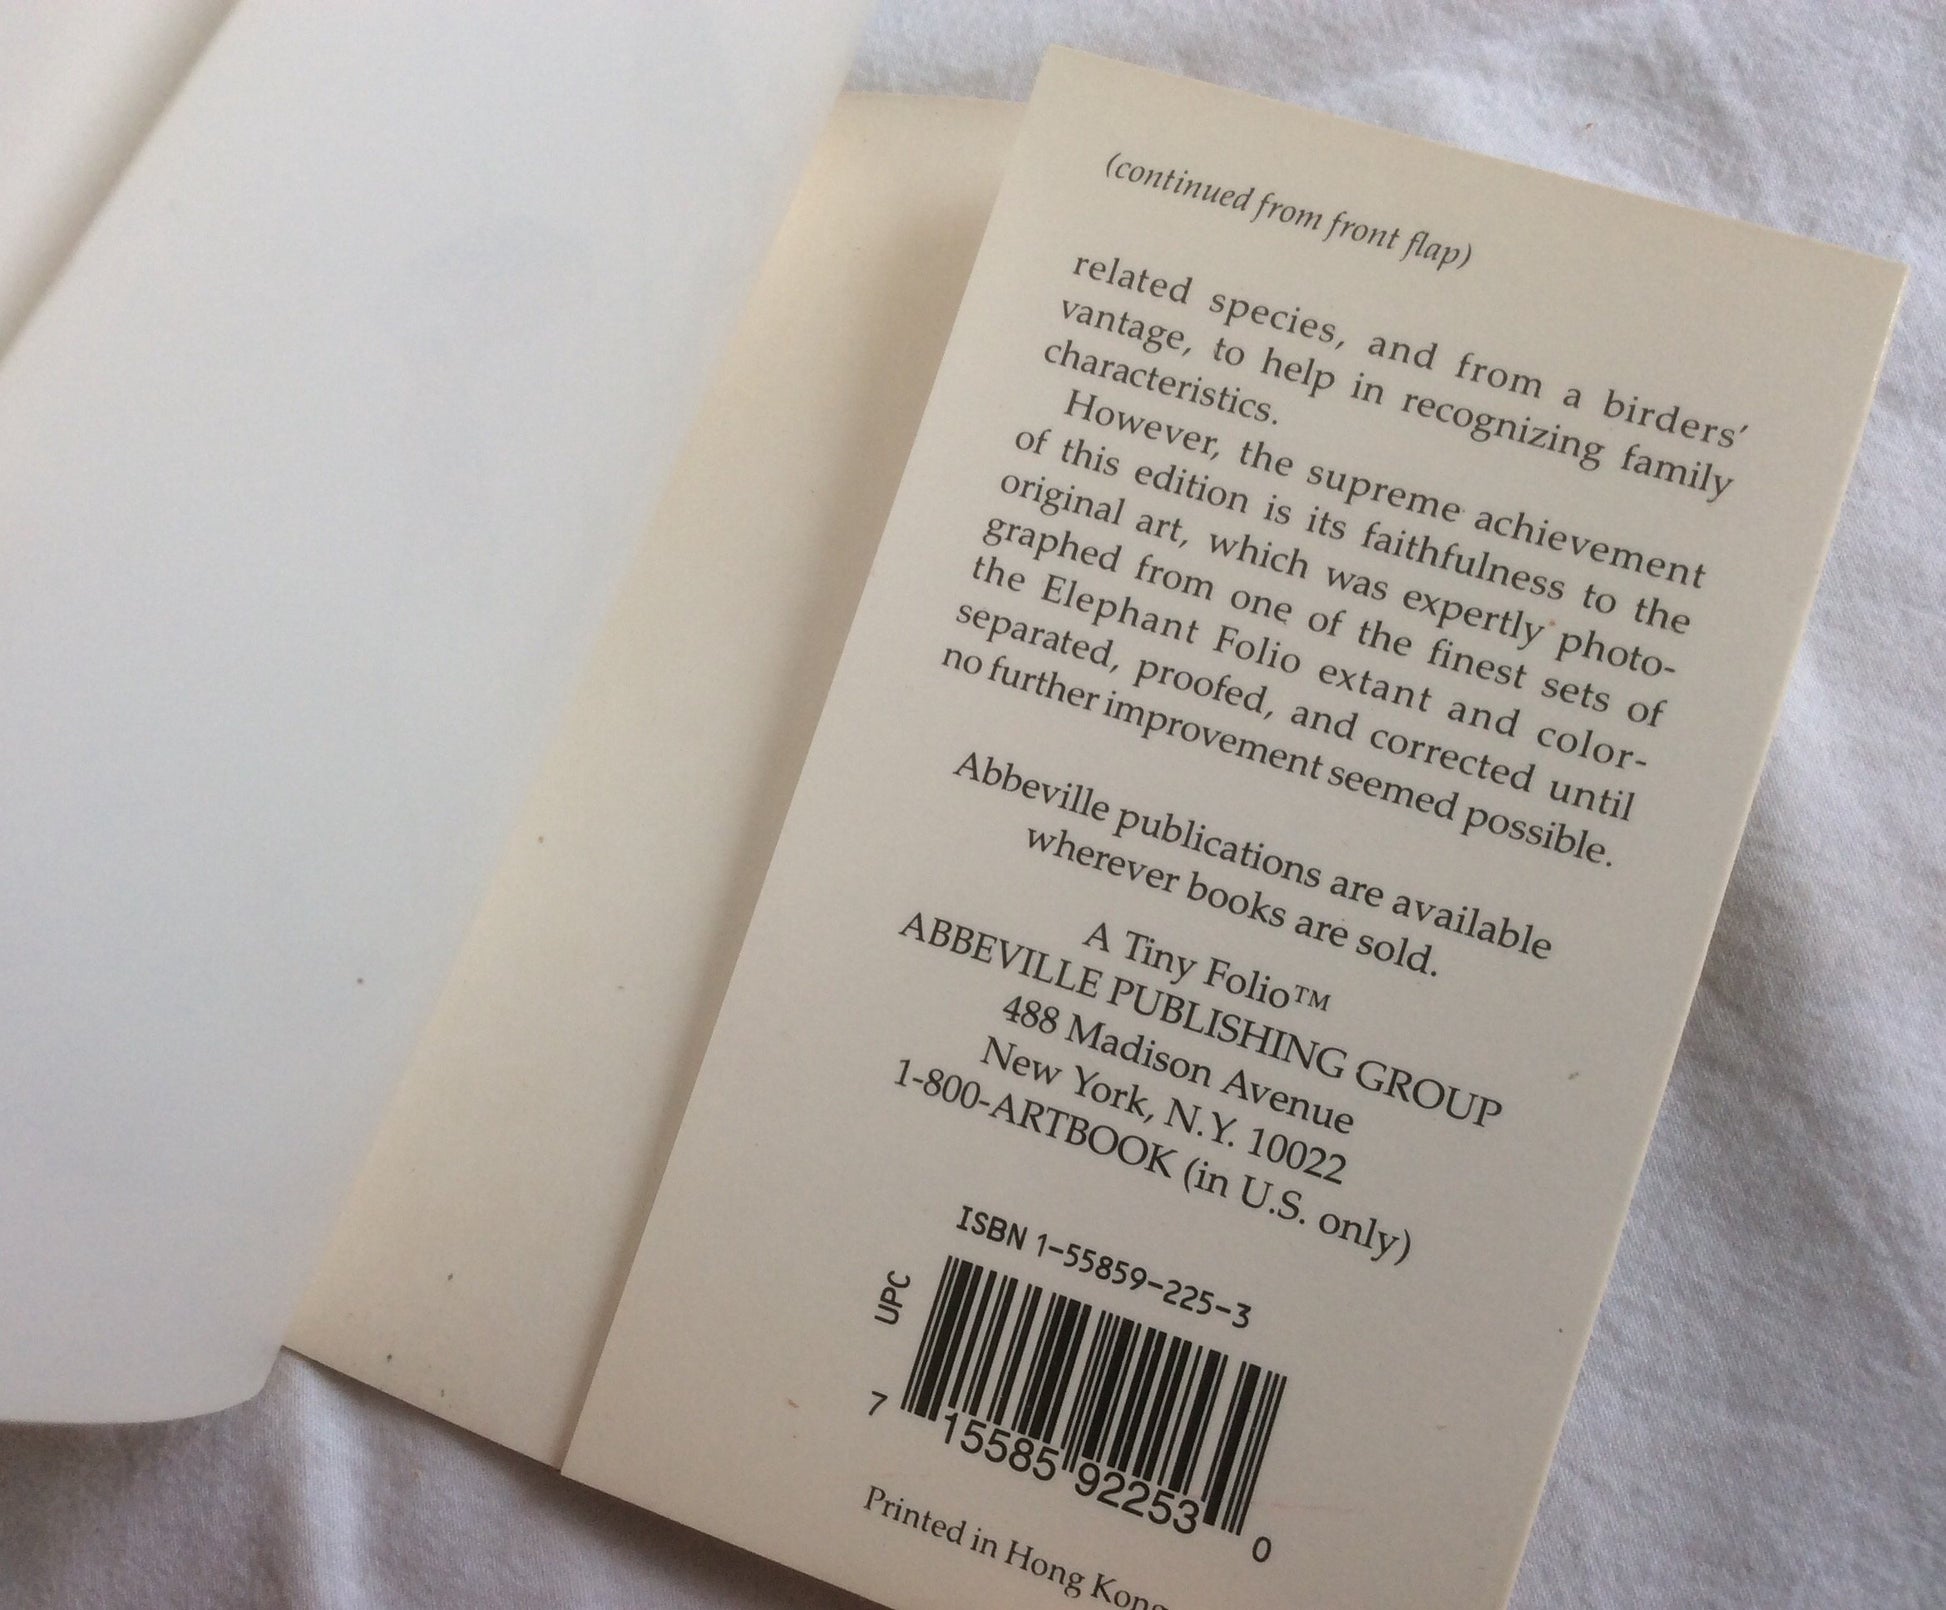 (continued from front flap)
related species, and from a birders'
vantage, to help in recognizing family
characteristics.
However, the supreme achievement
of this edition is its faithfulness to the
original art, which was expertly photo-
graphed from one of the finest sets of
the Elephant Folio extant and color-
separated, proofed, and corrected until
no further improvement seemed possible.
Abbeville publications are available
wherever books are sold.
A Tiny Folio™
ABBEVILLE PUBLISHING GROUP
488 Madison Avenue
New York, N.Y. 10022
1-800-ARTBOOK (in U.S. only)
ISBN 1-55859-225-3
UPC
7 15585 92253 0
Printed in Hong Kong